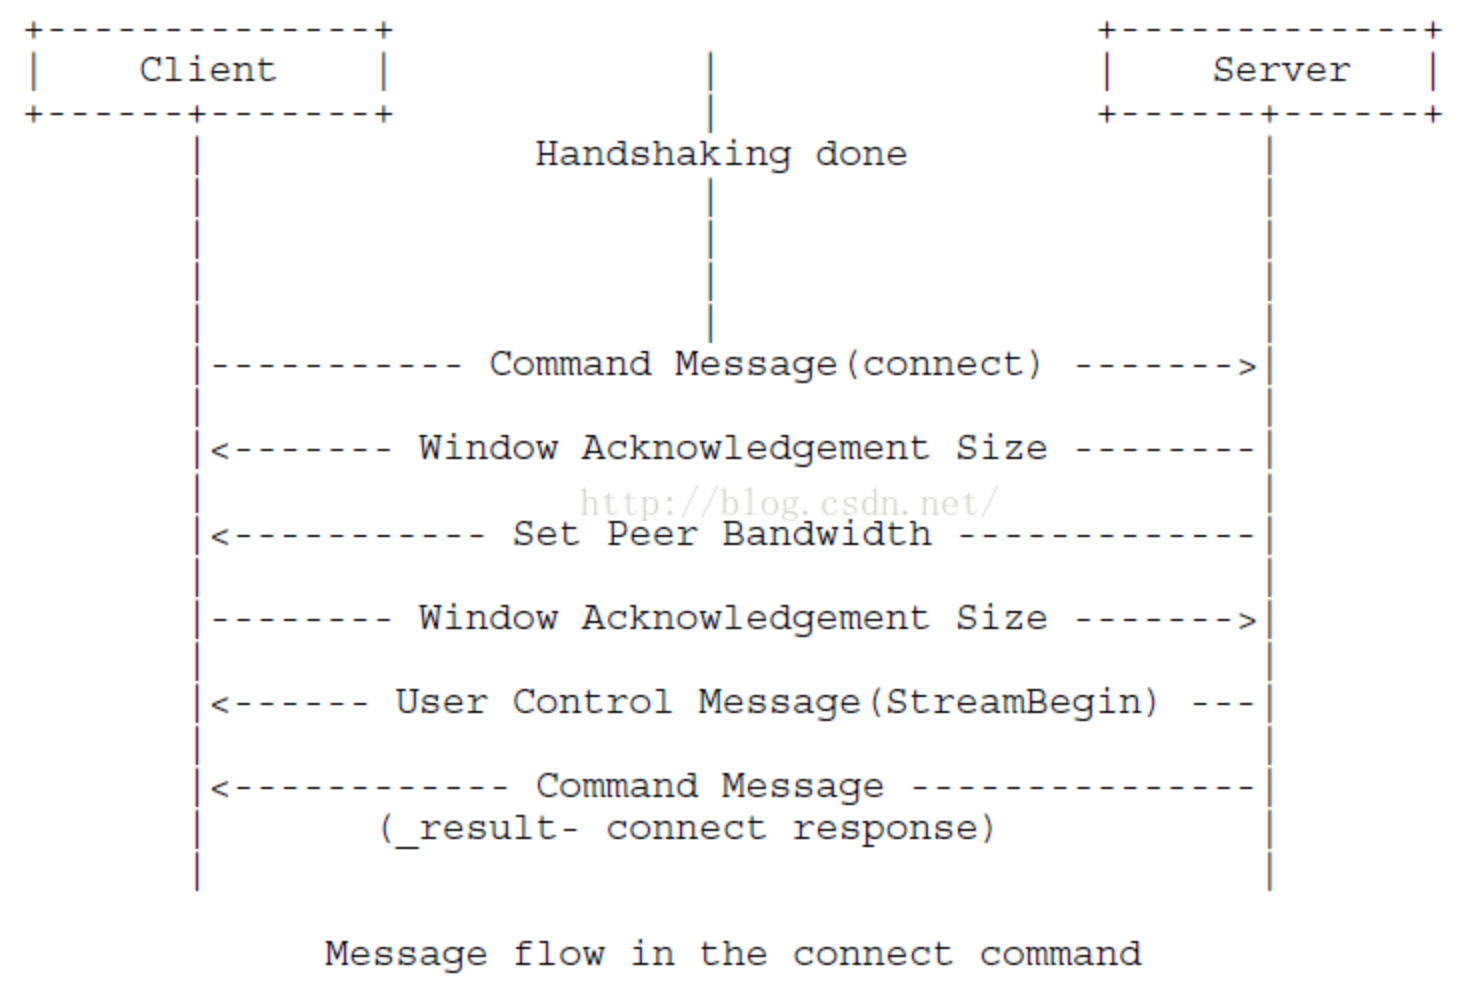 Client Server
Handshaking done
Command Message(connect)
Window Acknowledgement Size
http://blog.csdn.net/
Set Peer Bandwidth
Window Acknowledgement Size
User Control Message(StreamBegin)
Command Message
(_result- connect response)
Message flow in the connect command